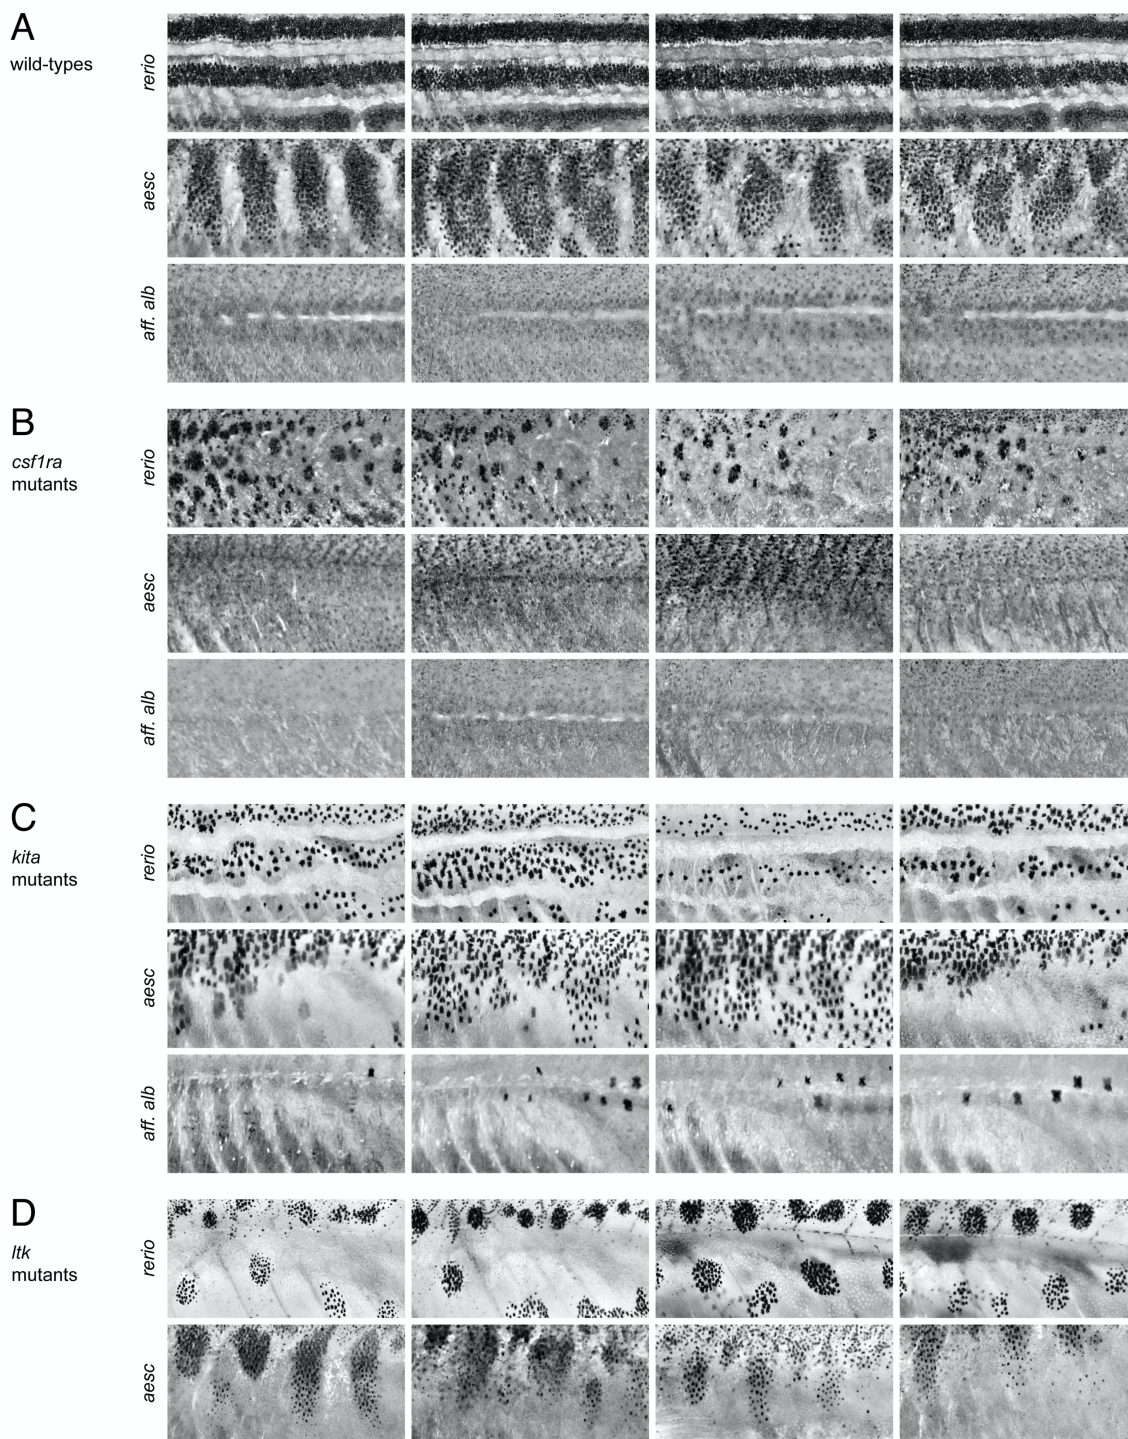 A
wild-types
rerio
aesc
aff. alb
B
csf1ra
mutants
rerio
aesc
aff. alb
C
kita
mutants
rerio
aesc
aff. alb
D
ltk
mutants
rerio
aesc